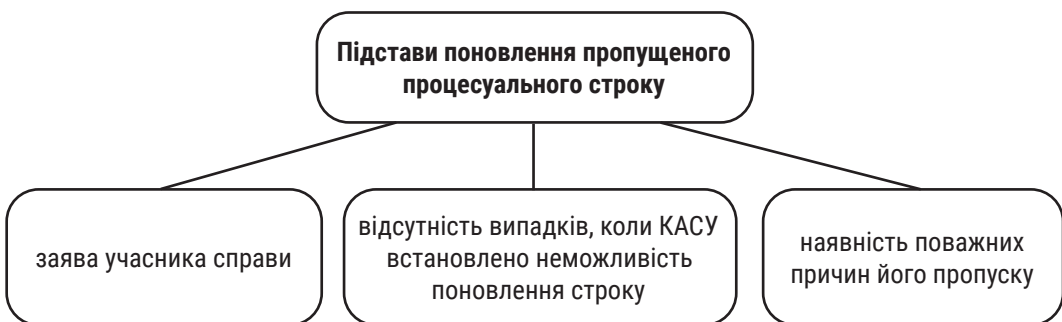 Підстави поновлення пропущеного
процесуального строку
заява учасника справи
відсутність випадків, коли КАСУ
встановлено неможливість
поновлення строку
наявність поважних
причин його пропуску